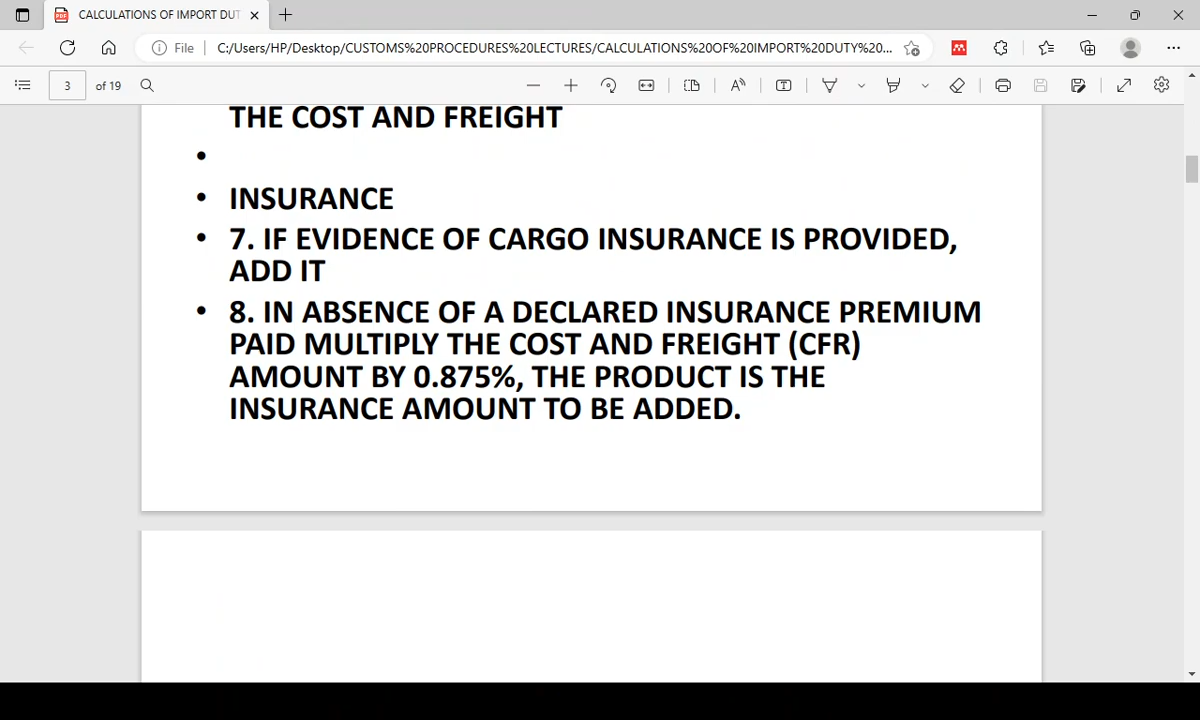 CALCULATIONS OF IMPORT DUT
File
C:/Users/HP/Desktop/CUSTOMS%20PROCEDURES%20LECTURES/CALCULATIONS%20OF%20IMPORT%20DUTY%20...
3 of 19
THE COST AND FREIGHT
•
• INSURANCE
• 7. IF EVIDENCE OF CARGO INSURANCE IS PROVIDED,
ADD IT
• 8. IN ABSENCE OF A DECLARED INSURANCE PREMIUM
PAID MULTIPLY THE COST AND FREIGHT (CFR)
AMOUNT BY 0.875%, THE PRODUCT IS THE
INSURANCE AMOUNT TO BE ADDED.